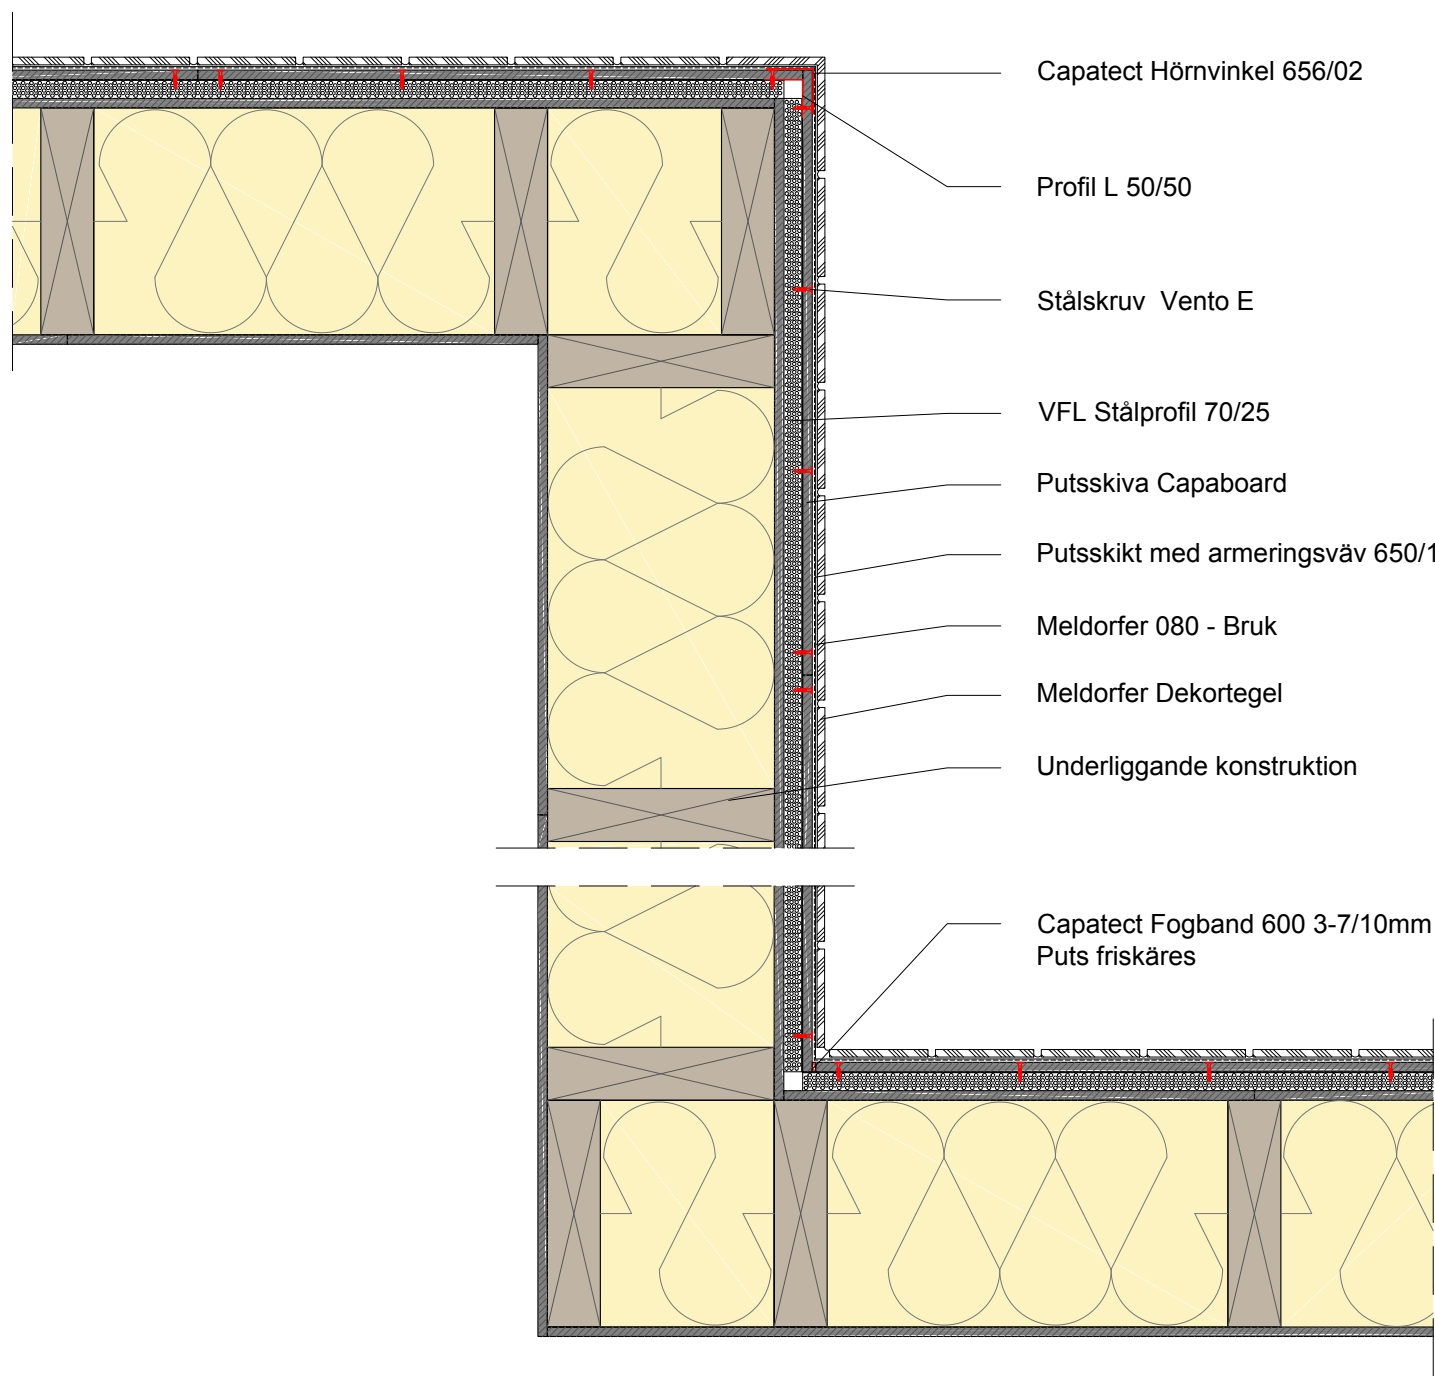 Capatect Hörnvinkel 656/02
Profil L 50/50
Stålskruv Vento E
VFL Stålprofil 70/25
Putsskiva Capaboard
Putsskikt med armeringsväv 650/1
Meldorfer 080 - Bruk
Meldorfer Dekortegel
Underliggande konstruktion
Capatect Fogband 600 3-7/10mm
Puts friskäres